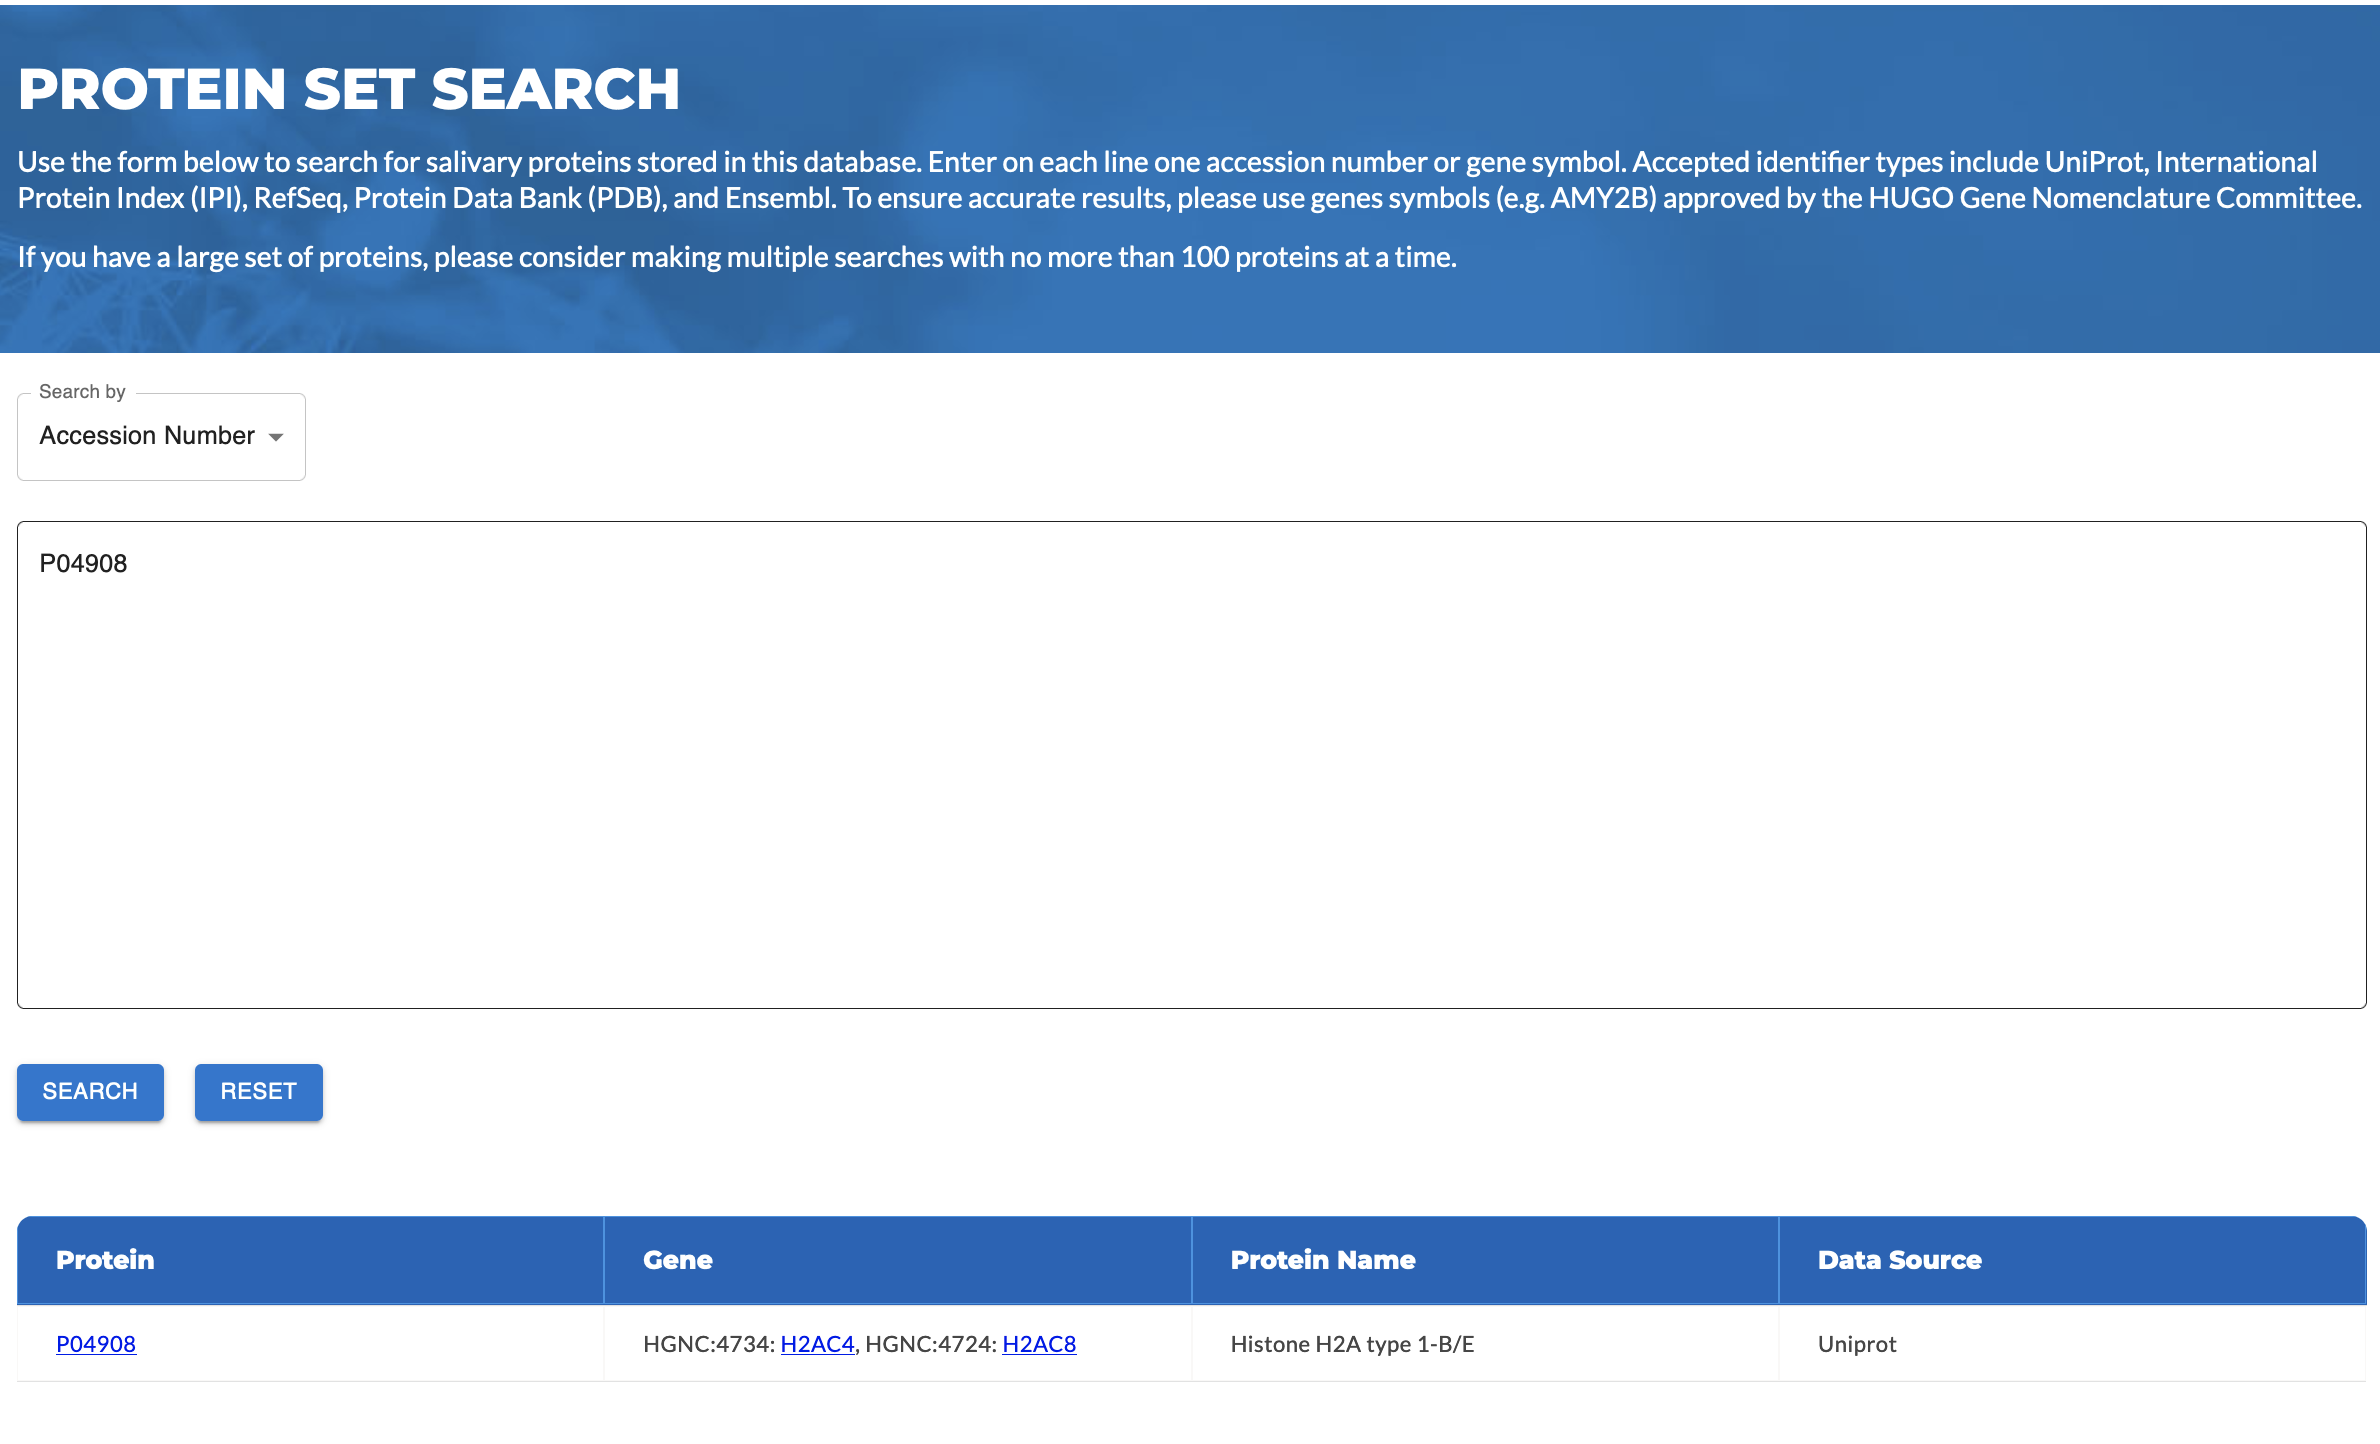 PROTEIN SET SEARCH
Use the form below to search for salivary proteins stored in this database. Enter on each line one accession number or gene symbol. Accepted identifier types include UniProt, International
Protein Index (IPI), RefSeq, Protein Data Bank (PDB), and Ensembl. To ensure accurate results, please use genes symbols (e.g. AMY2B) approved by the HUGO Gene Nomenclature Committee.
If you have a large set of proteins, please consider making multiple searches with no more than 100 proteins at a time.
Search by
Accession Number
P04908
SEARCH RESET
Protein Gene Protein Name Data Source
P04908 HGNC:4734: H2AC4, HGNC:4724: H2AC8 Histone H2A type 1-B/E Uniprot